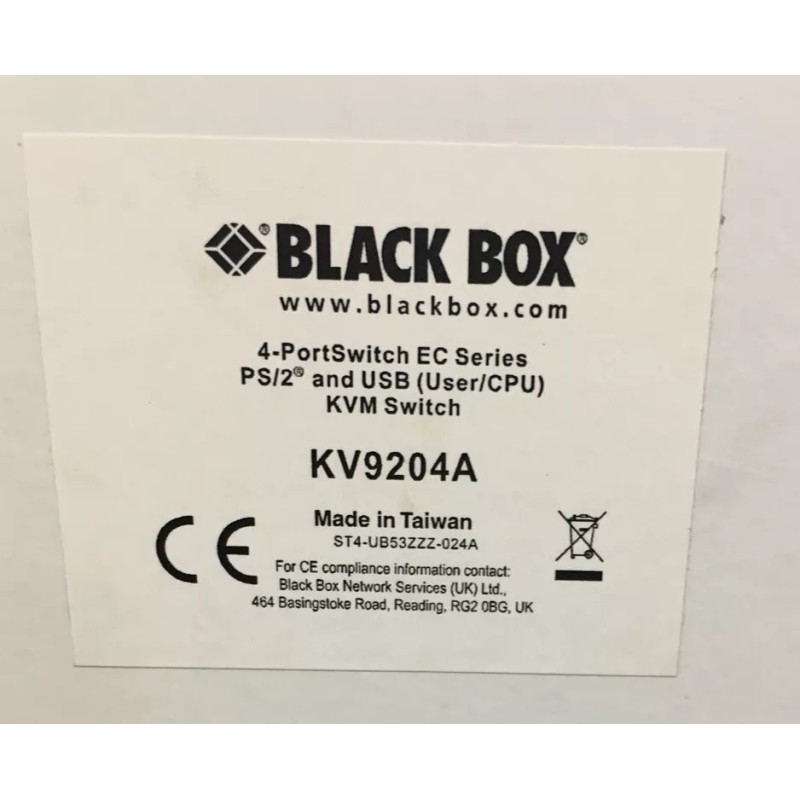 ® BLACK BOX®
www.blackbox.com
4-PortSwitch EC Series
PS/2® and USB (User/CPU)
KVM Switch
KV9204A
Made in Taiwan
ST4-UB53ZZZ-024A
CE
For CE compliance information contact:
Black Box Network Services (UK) Ltd.,
464 Basingstoke Road, Reading, RG2 0BG, UK